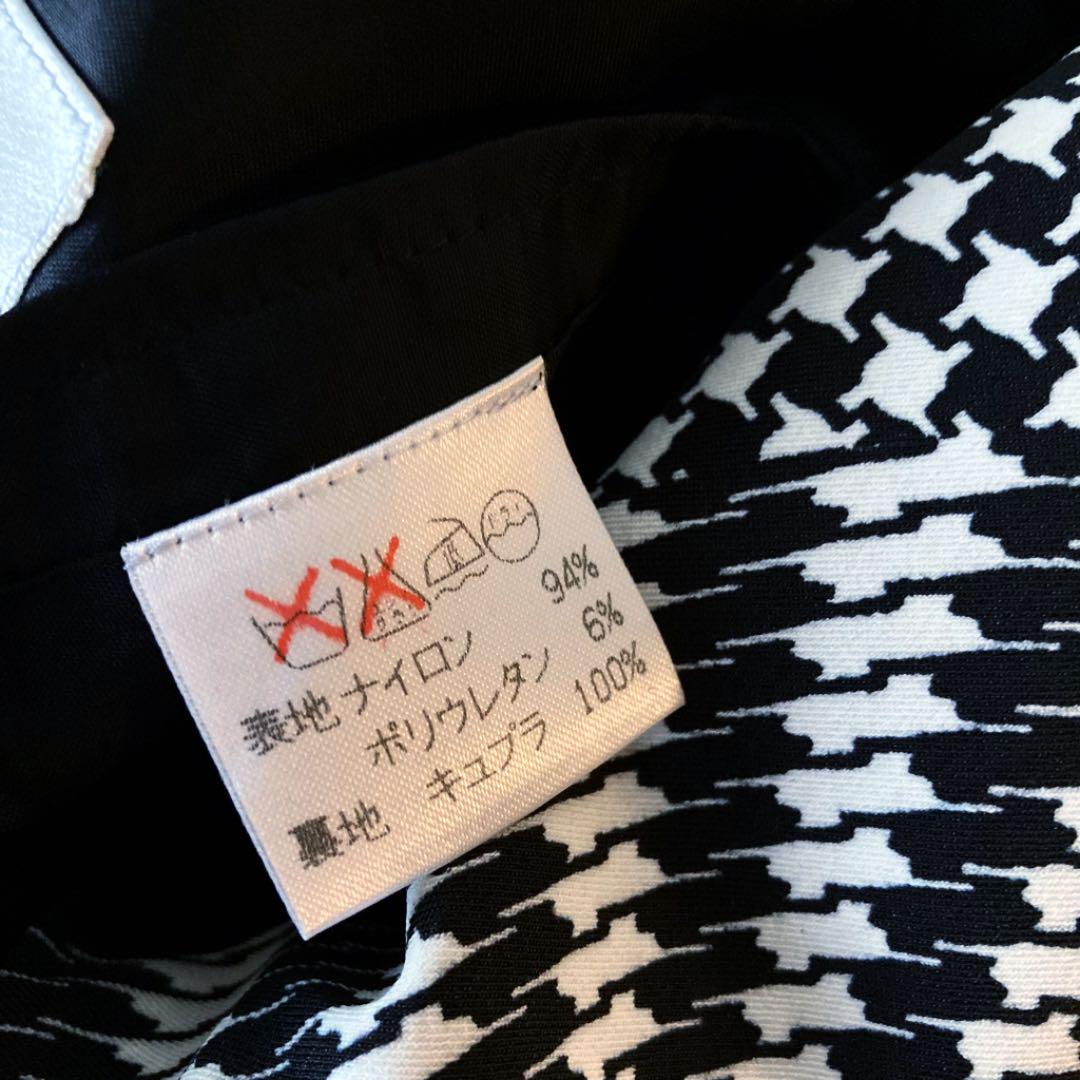 表地 ナイロン 94%
ポリウレタン 6%
裏地 キュプラ 100%